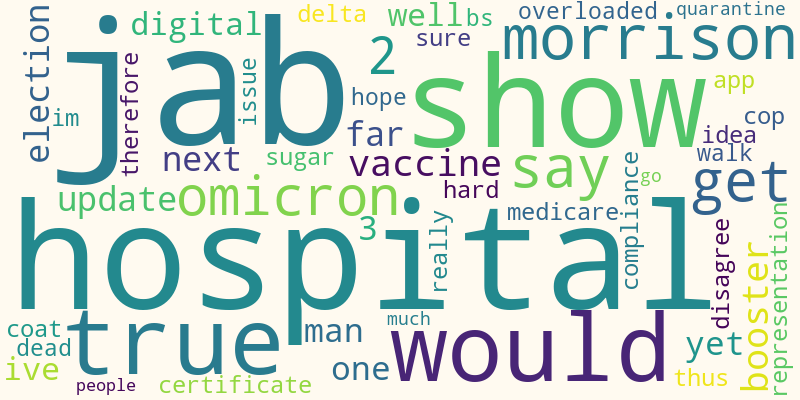 delta
overloaded
quarantine
digital
well
bs
election
jab
2
sure
morrison
show
app
im
therefore
issue
hope
cop
far
idea
next
sugar
vaccine
say
walk
go
get
hard
update
omicron
3
really
medicare
compliance
disagree
hospital
booster
representation
coat
true
man
much
would
yet
dead
ive
one
people
certificate
thus